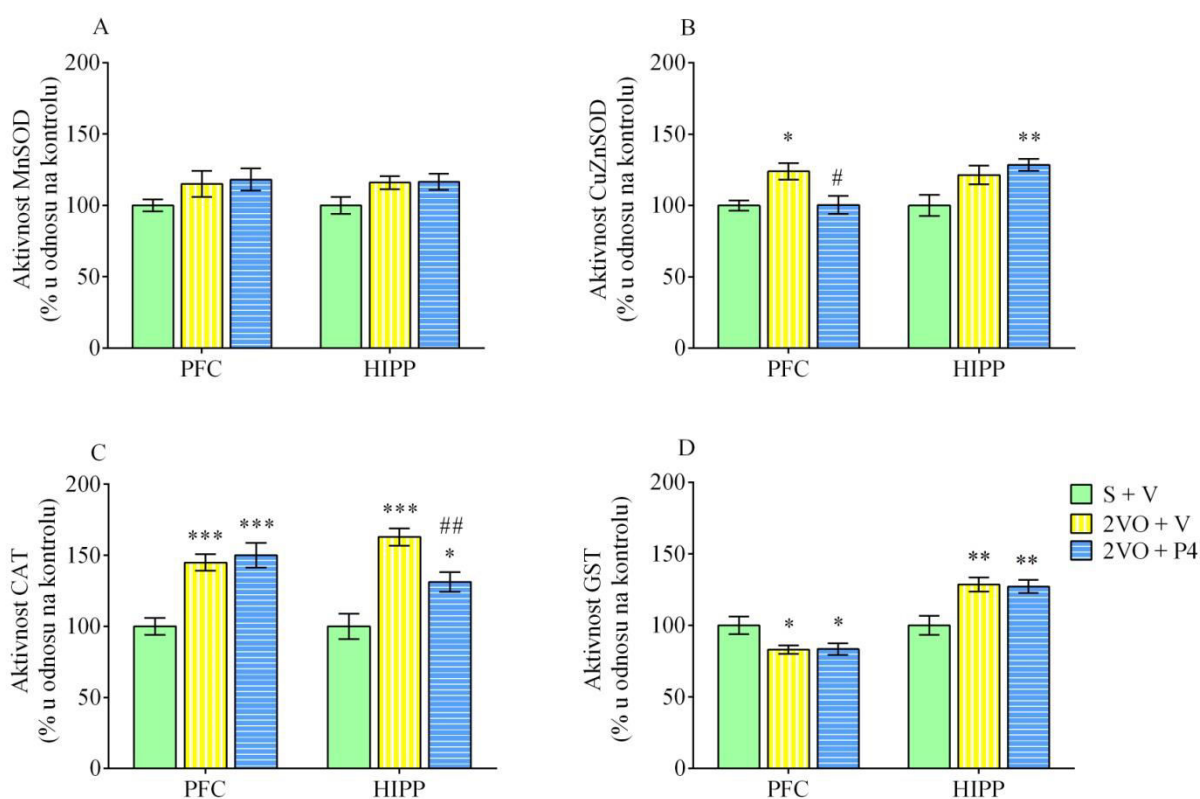 A
Aktivnost MnSOD
(% u odnosu na kontrolu)
200
150
100
50
0
PFC
HIPP
B
Aktivnost CuZnSOD
(% u odnosu na kontrolu)
200
150
100
50
0
*
#
**
PFC
HIPP
C
Aktivnost CAT
(% u odnosu na kontrolu)
200
150
100
50
0
***
***
***
##
*
PFC
HIPP
D
Aktivnost GST
(% u odnosu na kontrolu)
200
150
100
50
0
*
*
**
**
PFC
HIPP
S + V
2VO + V
2VO + P4